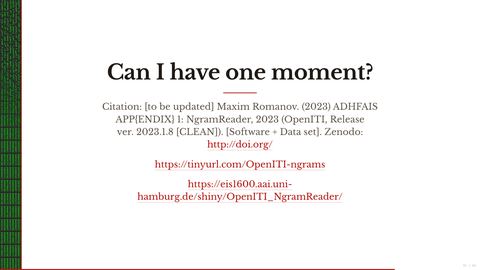 Can I have one moment?
Citation: [to be updated] Maxim Romanov. (2023) ADHFAIS
APP{ENDIX} 1: NgramReader, 2023 (OpenITI, Release
ver. 2023.1.8 [CLEAN]). [Software + Data set]. Zenodo:
http://doi.org/
https://tinyurl.com/OpenITI-ngrams
https://eis1600.aai.uni-
hamburg.de/shiny/OpenITI_NgramReader/